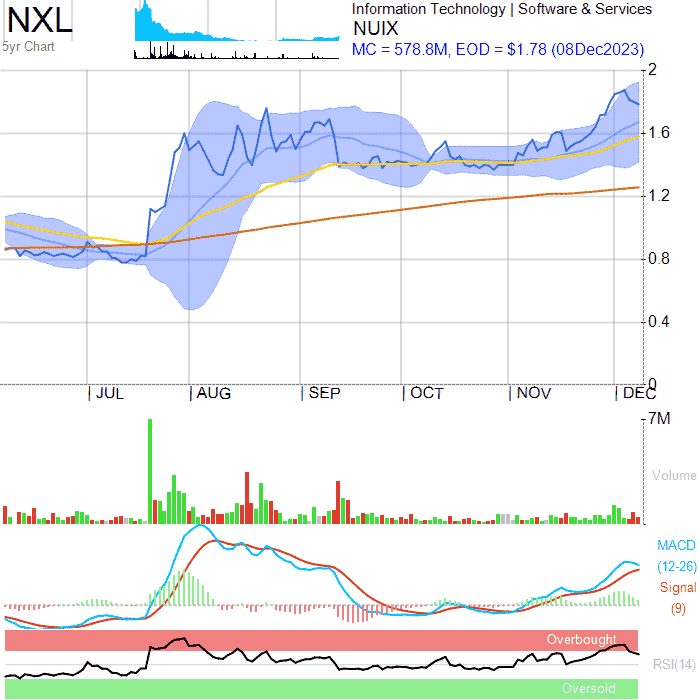 NXL
5yr Chart
Information Technology | Software & Services
NUIX
MC = 578.8M, EOD = $1.78 (08Dec2023)
2
1.6
1.2
0.8
0.4
0
JUL AUG SEP OCT NOV DEC
7M
Volume
MACD
(12-26)
Signal
(9)
Overbought
RSI(14)
Oversold